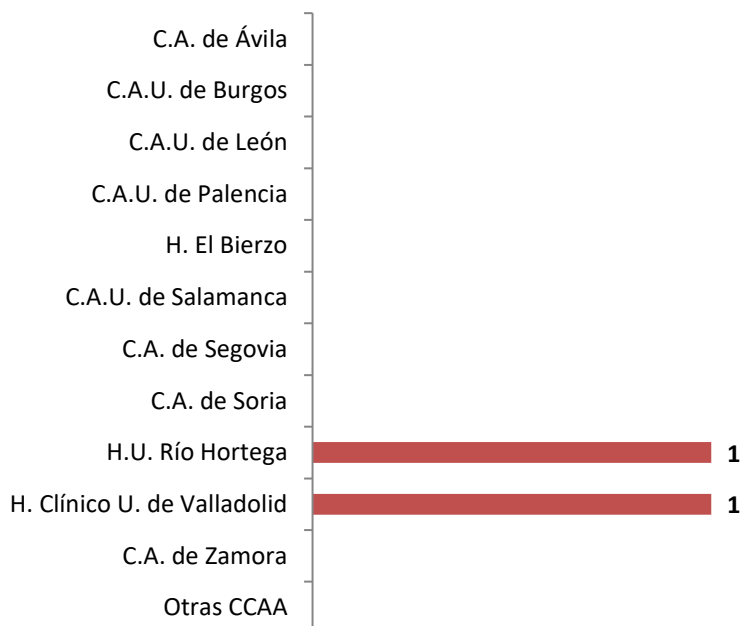 C.A. de Ávila
C.A.U. de Burgos
C.A.U. de León
C.A.U. de Palencia
H. El Bierzo
C.A.U. de Salamanca
C.A. de Segovia
C.A. de Soria
H.U. Río Hortega 1
H. Clínico U. de Valladolid 1
C.A. de Zamora
Otras CCAA